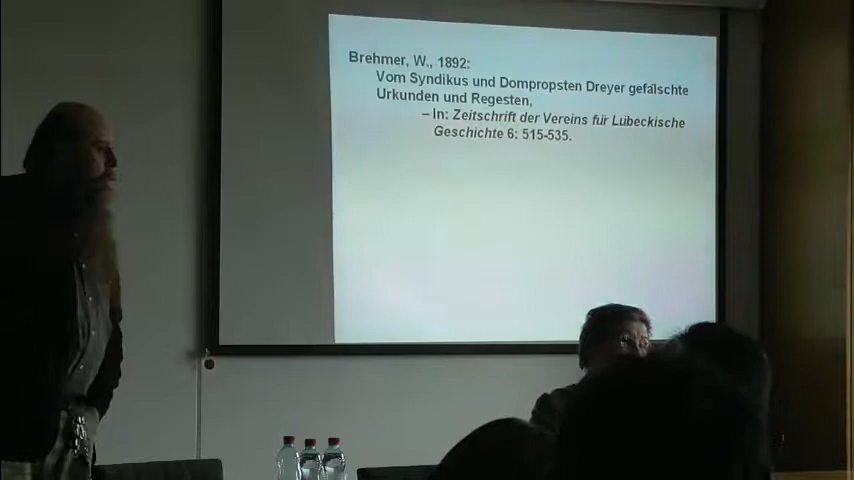 Brehmer, W., 1892:
Vom Syndikus und Dompropsten Dreyer gefälschte
Urkunden und Regesten,
– In: Zeitschrift der Vereins für Lübeckische
Geschichte 6: 515-535.